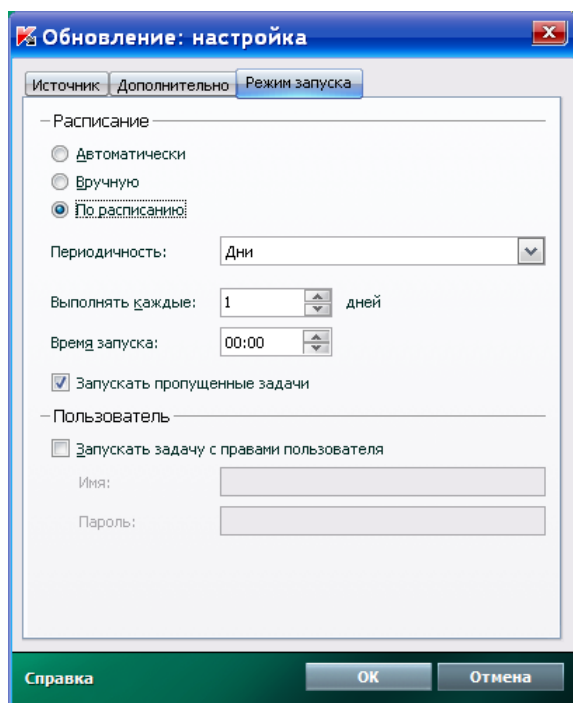 Обновление: настройка
Источник Дополнительно Режим запуска
Расписание
Автоматически
Вручную
По расписанию
Периодичность: Дни
Выполнять каждые: 1 дней
Время запуска: 00:00
Запускать пропущенные задачи
Пользователь
Запускать задачу с правами пользователя
Имя:
Пароль:
Справка OK Отмена